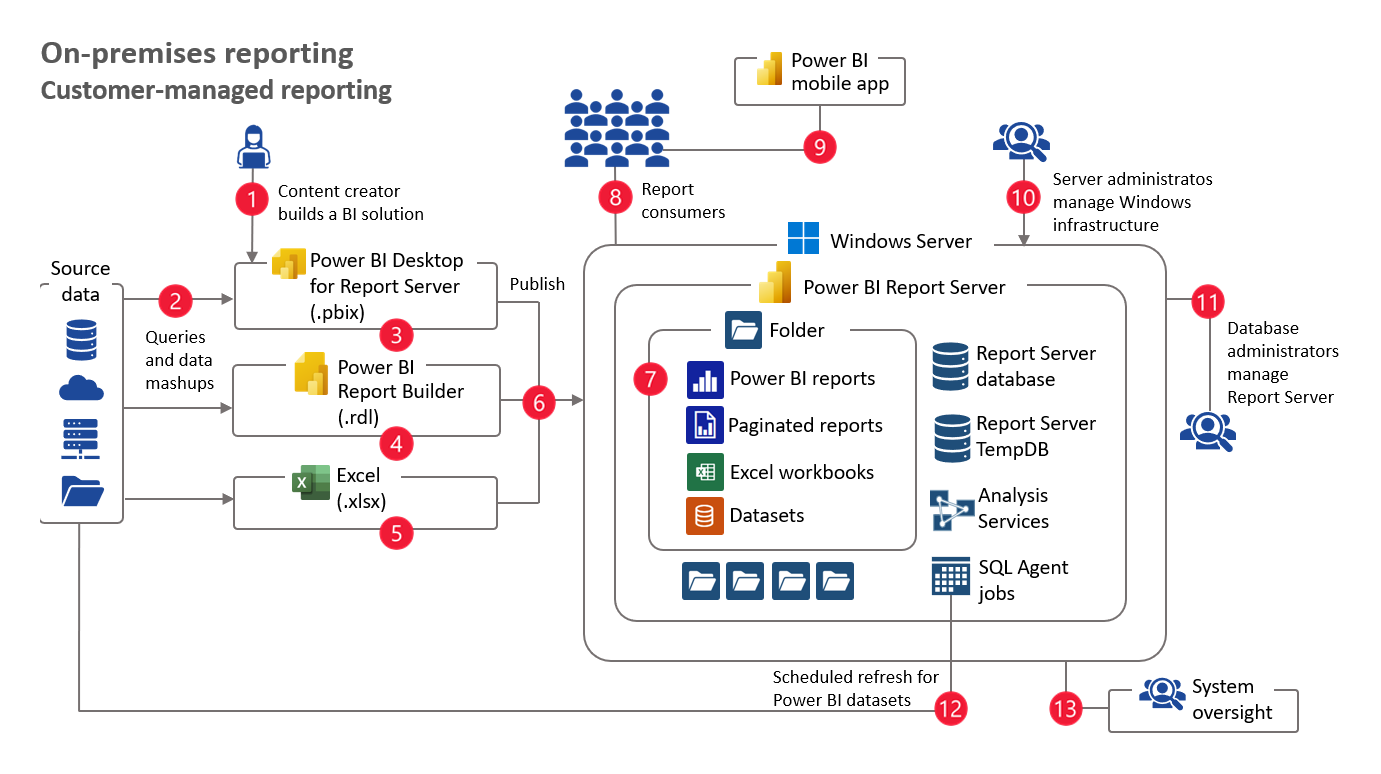 On-premises reporting
Customer-managed reporting
1
Content creator
builds a BI solution
Source
data
2
Queries
and data
mashups
Power BI Desktop
for Report Server
(.pbix)
3
Power BI
Report Builder
(.rdl)
4
X
Excel
(.xlsx)
5
Publish
6
8
Report
consumers
Power BI
mobile app
9
10
Server administratos
manage Windows
infrastructure
Windows Server
Power BI Report Server
Folder
7
Power BI reports
Paginated reports
X
Excel workbooks
Datasets
Report Server
database
Report Server
TempDB
Analysis
Services
SQL Agent
jobs
11
Database
administrators
manage
Report Server
Scheduled refresh for
Power BI datasets
12
13
System
oversight